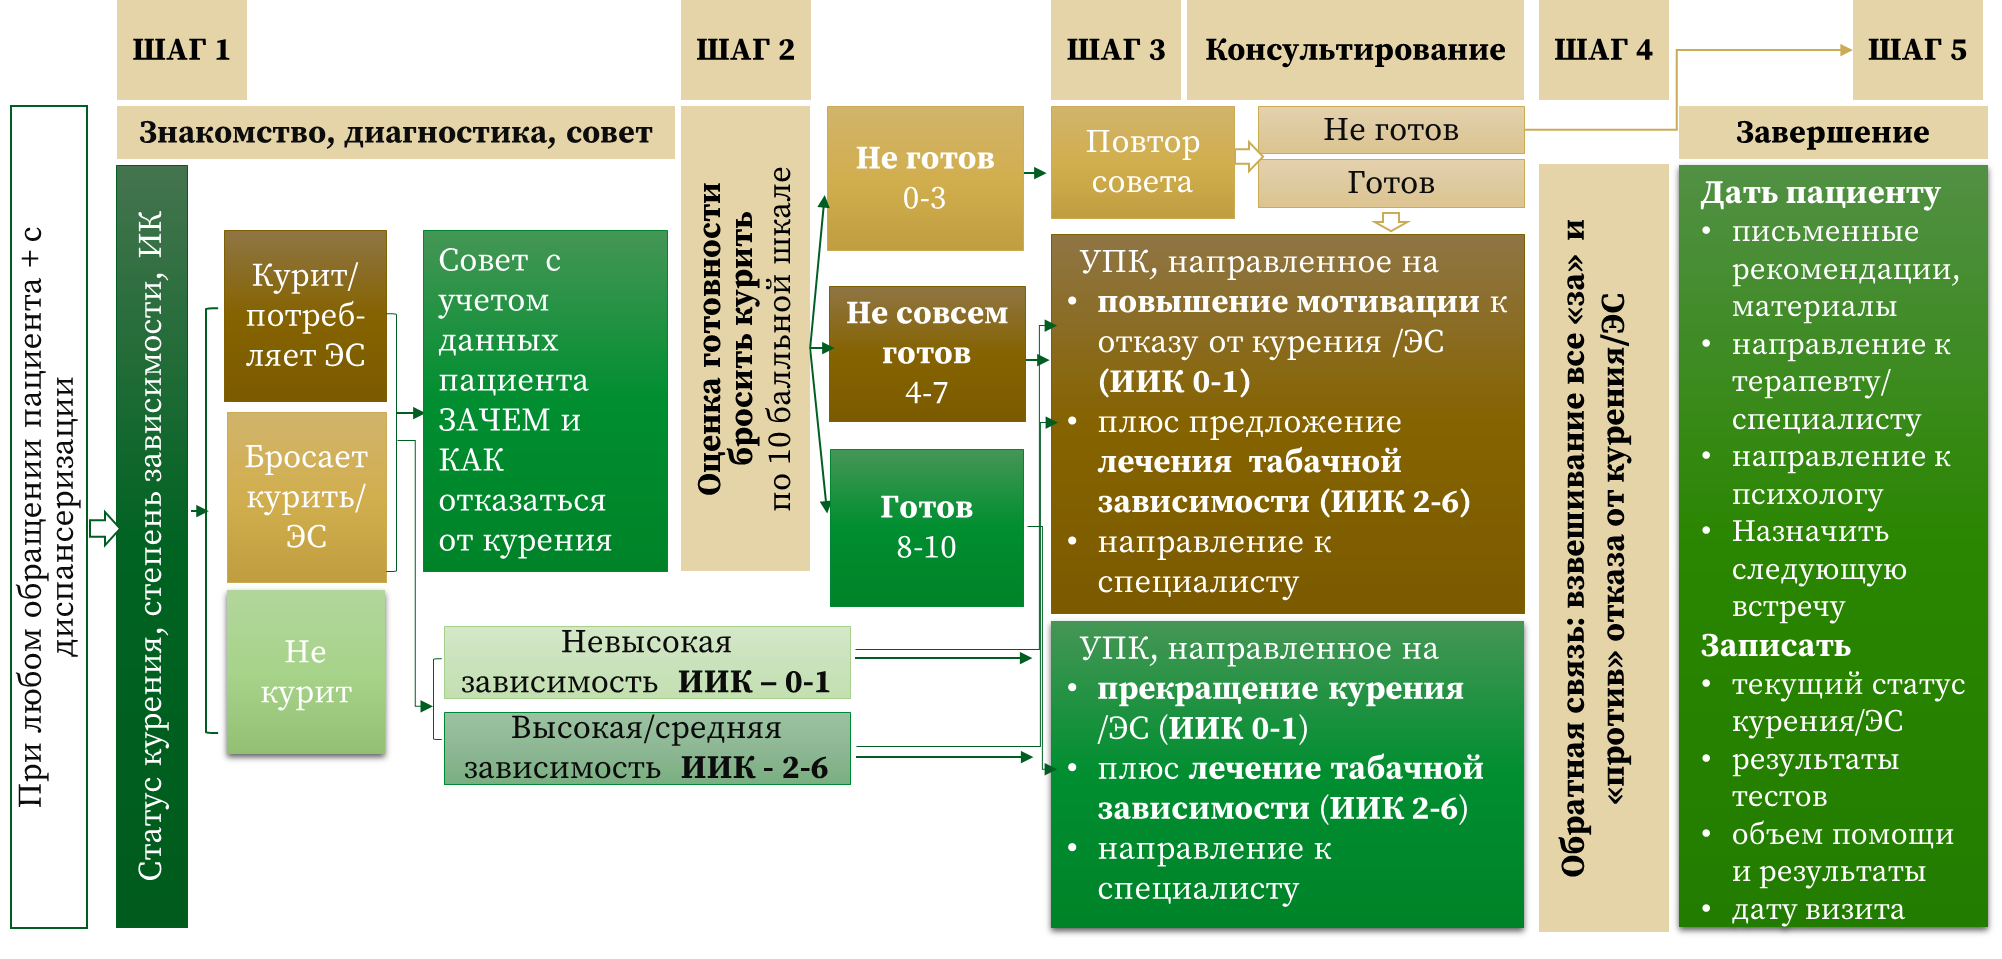 ШАГ 1
ШАГ 2
ШАГ 3
Консультирование
ШАГ 4
ШАГ 5
При любом обращении пациента + с
диспансеризации
Знакомство, диагностика, совет
Статус курения, степень зависимости, ИК
Курит/
потреб-
ляет ЭС
Бросает
курить/
ЭС
Не
курит
Совет с
учетом
данных
пациента
ЗАЧЕМ и
КАК
отказаться
от курения
Невысокая
зависимость ИИК – 0-1
Высокая/средняя
зависимость ИИК - 2-6
Оценка готовности
бросить курить
по 10 балльной шкале
Не готов
0-3
Не совсем
готов
4-7
Готов
8-10
Повтор
совета
Не готов
Готов
УПК, направленное на
• повышение мотивации к
отказу от курения /ЭС
(ИИК 0-1)
• плюс предложение
лечения табачной
зависимости (ИИК 2-6)
• направление к
специалисту
УПК, направленное на
• прекращение курения
/ЭС (ИИК 0-1)
• плюс лечение табачной
зависимости (ИИК 2-6)
• направление к
специалисту
Обратная связь: взвешивание все «за» и
«против» отказа от курения/ЭС
Завершение
Дать пациенту
• письменные
рекомендации,
материалы
• направление к
терапевту/
специалисту
• направление к
психологу
• Назначить
следующую
встречу
Записать
• текущий статус
курения/ЭС
• результаты
тестов
• объем помощи
и результаты
• дату визита